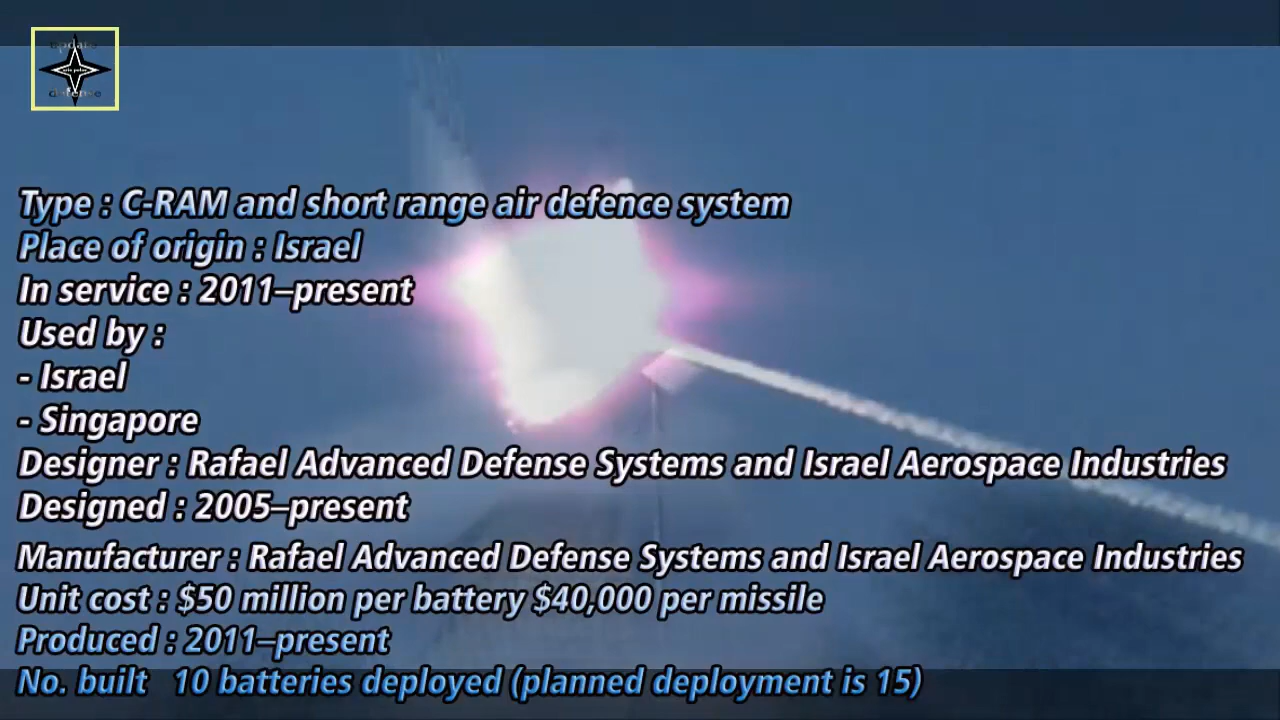 update
defense
Type : C-RAM and short range air defence system
Place of origin : Israel
In service : 2011–present
Used by :
- Israel
- Singapore
Designer : Rafael Advanced Defense Systems and Israel Aerospace Industries
Designed : 2005–present
Manufacturer : Rafael Advanced Defense Systems and Israel Aerospace Industries
Unit cost : $50 million per battery $40,000 per missile
Produced : 2011–present
No. built 10 batteries deployed (planned deployment is 15)